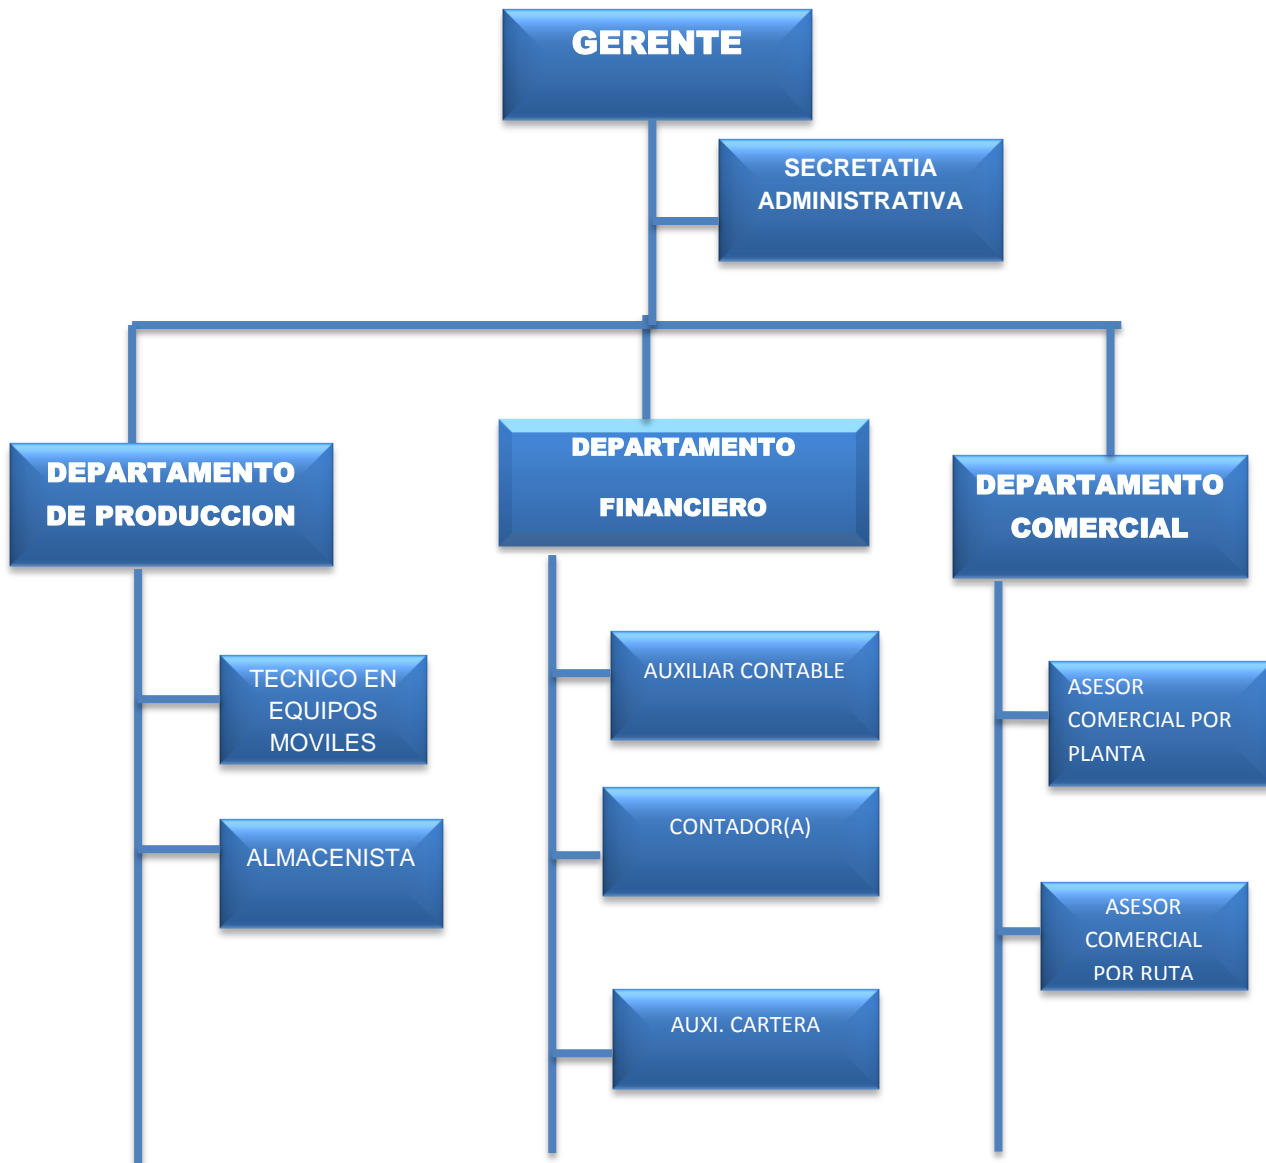 GERENTE
SECRETATIA
ADMINISTRATIVA
DEPARTAMENTO
DE PRODUCCION
DEPARTAMENTO
FINANCIERO
DEPARTAMENTO
COMERCIAL
TECNICO EN
EQUIPOS
MOVILES
ALMACENISTA
AUXILIAR CONTABLE
CONTADOR(A)
AUXI. CARTERA
ASESOR
COMERCIAL POR
PLANTA
ASESOR
COMERCIAL
POR RUTA